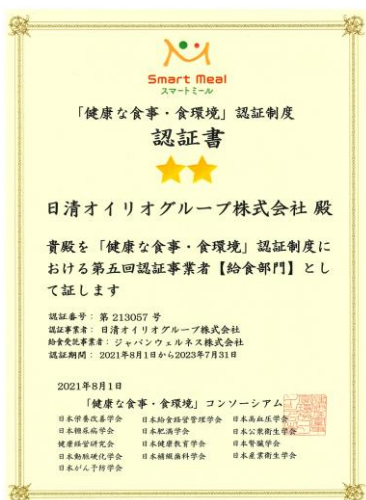 Smart Meal
スマートミール
「健康な食事・食環境」認証制度
認証書
日清オイリオグループ株式会社 殿
貴殿を「健康な食事・食環境」認証制度に
おける第五回認証事業者【給食部門】とし
て証します
認証番号： 第 213057 号
認証事業者： 日清オイリオグループ株式会社
給食受託事業者： ジャパンウェルネス株式会社
認証期間： 2021年8月1日から2023年7月31日
2021年8月1日
「健康な食事・食環境」コンソーシアム
日本栄養改善学会 日本給食経営管理学会 日本高血圧学会
日本糖尿病学会 日本肥満学会 日本公衆衛生学会
健康経営研究会 日本健康教育学会 日本腎臓学会
日本動脈硬化学会 日本補綴歯科学会 日本産業衛生学会
日本がん予防学会